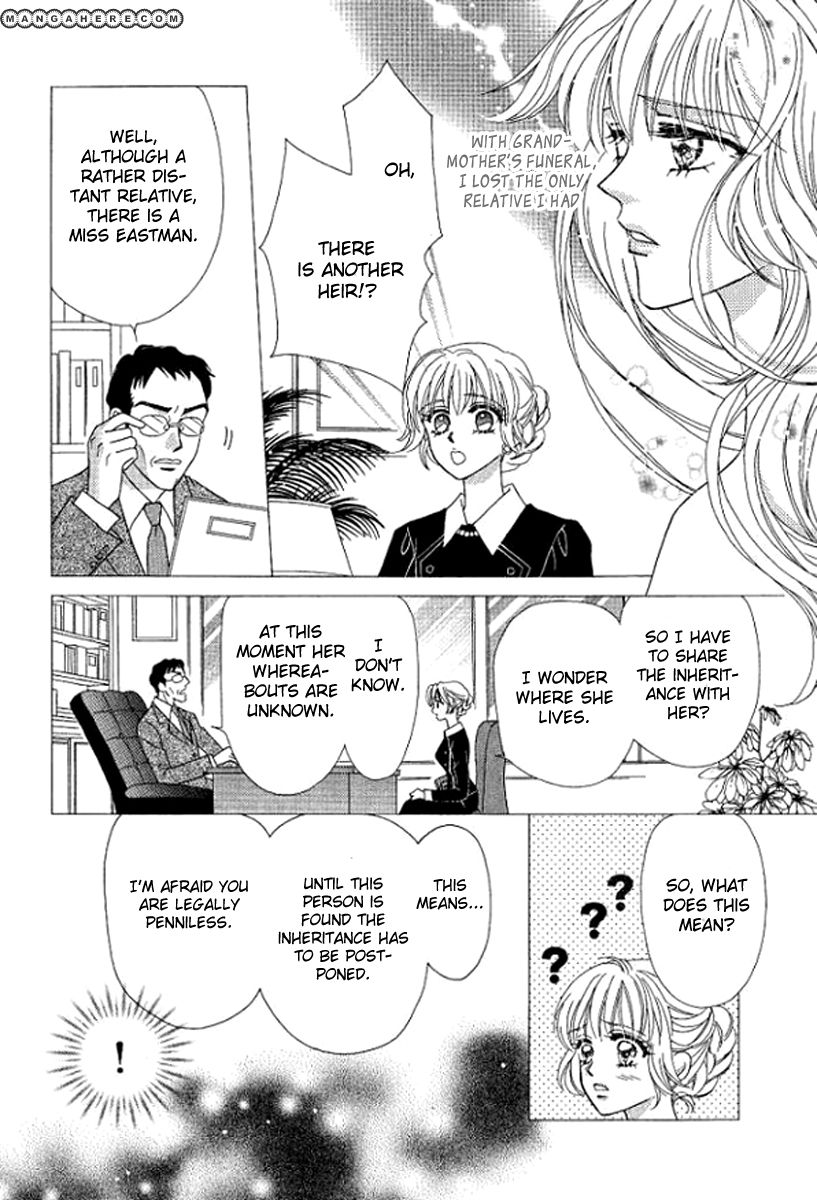 MANGAHERE.COM
WITH GRAND-
MOTHER'S FUNERAL,
I LOST THE ONLY
RELATIVE I HAD
OH,
THERE
IS ANOTHER
HEIR!?
WELL,
ALTHOUGH A
RATHER DIS-
TANT RELATIVE,
THERE IS A
MISS EASTMAN.
SO I HAVE
TO SHARE
THE INHERIT-
ANCE WITH
HER?
I WONDER
WHERE SHE
LIVES.
I
DON'T
KNOW.
AT THIS
MOMENT HER
WHEREA-
BOUTS ARE
UNKNOWN.
SO, WHAT
DOES THIS
MEAN?
? ? ?
THIS
MEANS...
UNTIL THIS
PERSON IS
FOUND THE
INHERITANCE HAS
TO BE POST-
PONED.
I'M AFRAID YOU
ARE LEGALLY
PENNILESS.
!